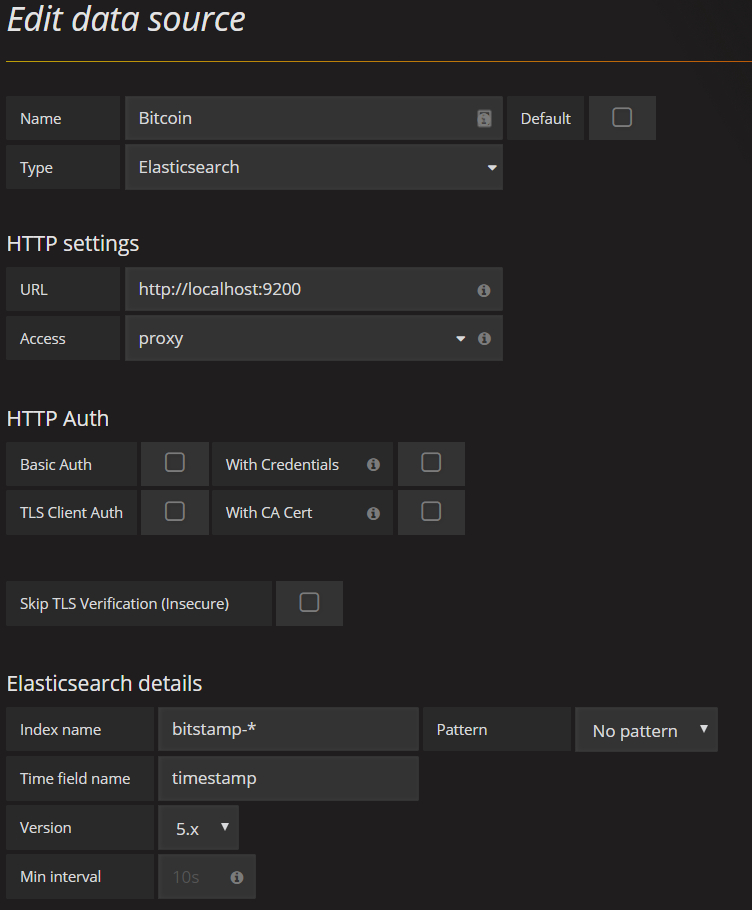 Edit data source
Name Bitcoin Default
Type Elasticsearch
HTTP settings
URL http://localhost:9200
Access proxy
HTTP Auth
Basic Auth With Credentials
TLS Client Auth With CA Cert
Skip TLS Verification (Insecure)
Elasticsearch details
Index name bitstamp-* Pattern No pattern
Time field name timestamp
Version 5.x
Min interval 10s